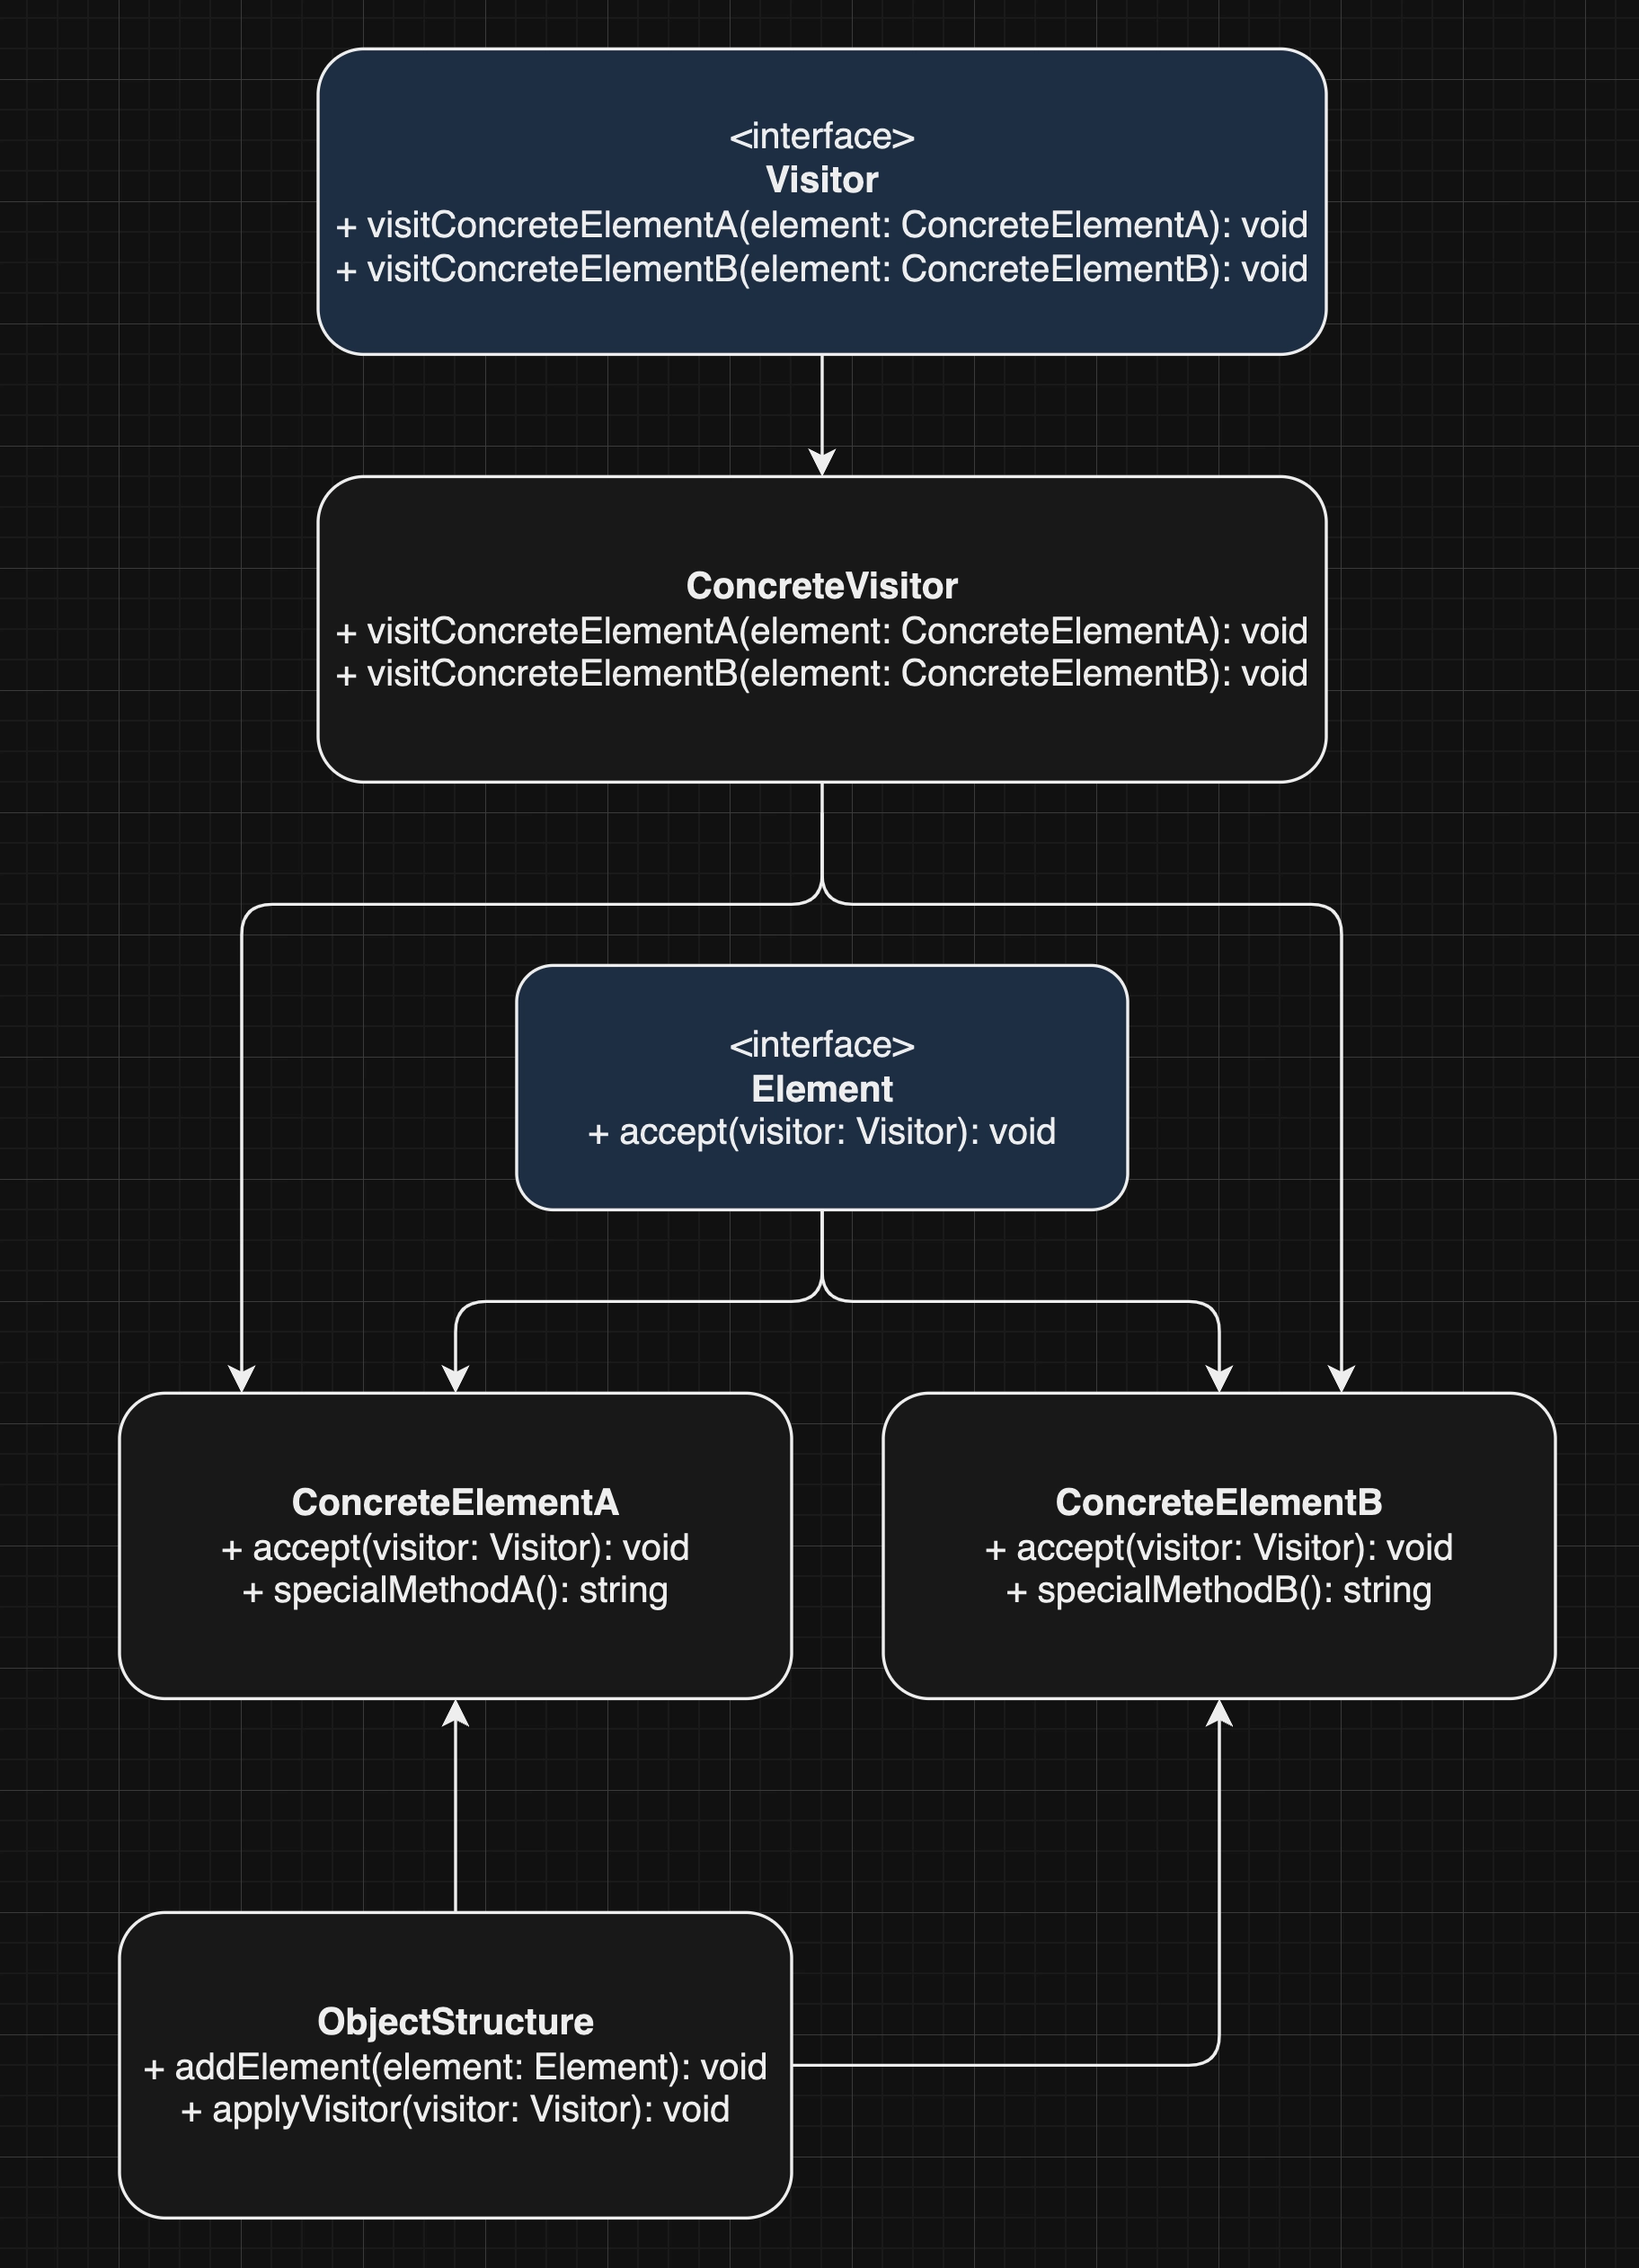 <interface>
Visitor
+ visitConcreteElementA(element: ConcreteElementA): void
+ visitConcreteElementB(element: ConcreteElementB): void
ConcreteVisitor
+ visitConcreteElementA(element: ConcreteElementA): void
+ visitConcreteElementB(element: ConcreteElementB): void
<interface>
Element
+ accept(visitor: Visitor): void
ConcreteElementA
+ accept(visitor: Visitor): void
+ specialMethodA(): string
ConcreteElementB
+ accept(visitor: Visitor): void
+ specialMethodB(): string
ObjectStructure
+ addElement(element: Element): void
+ applyVisitor(visitor: Visitor): void